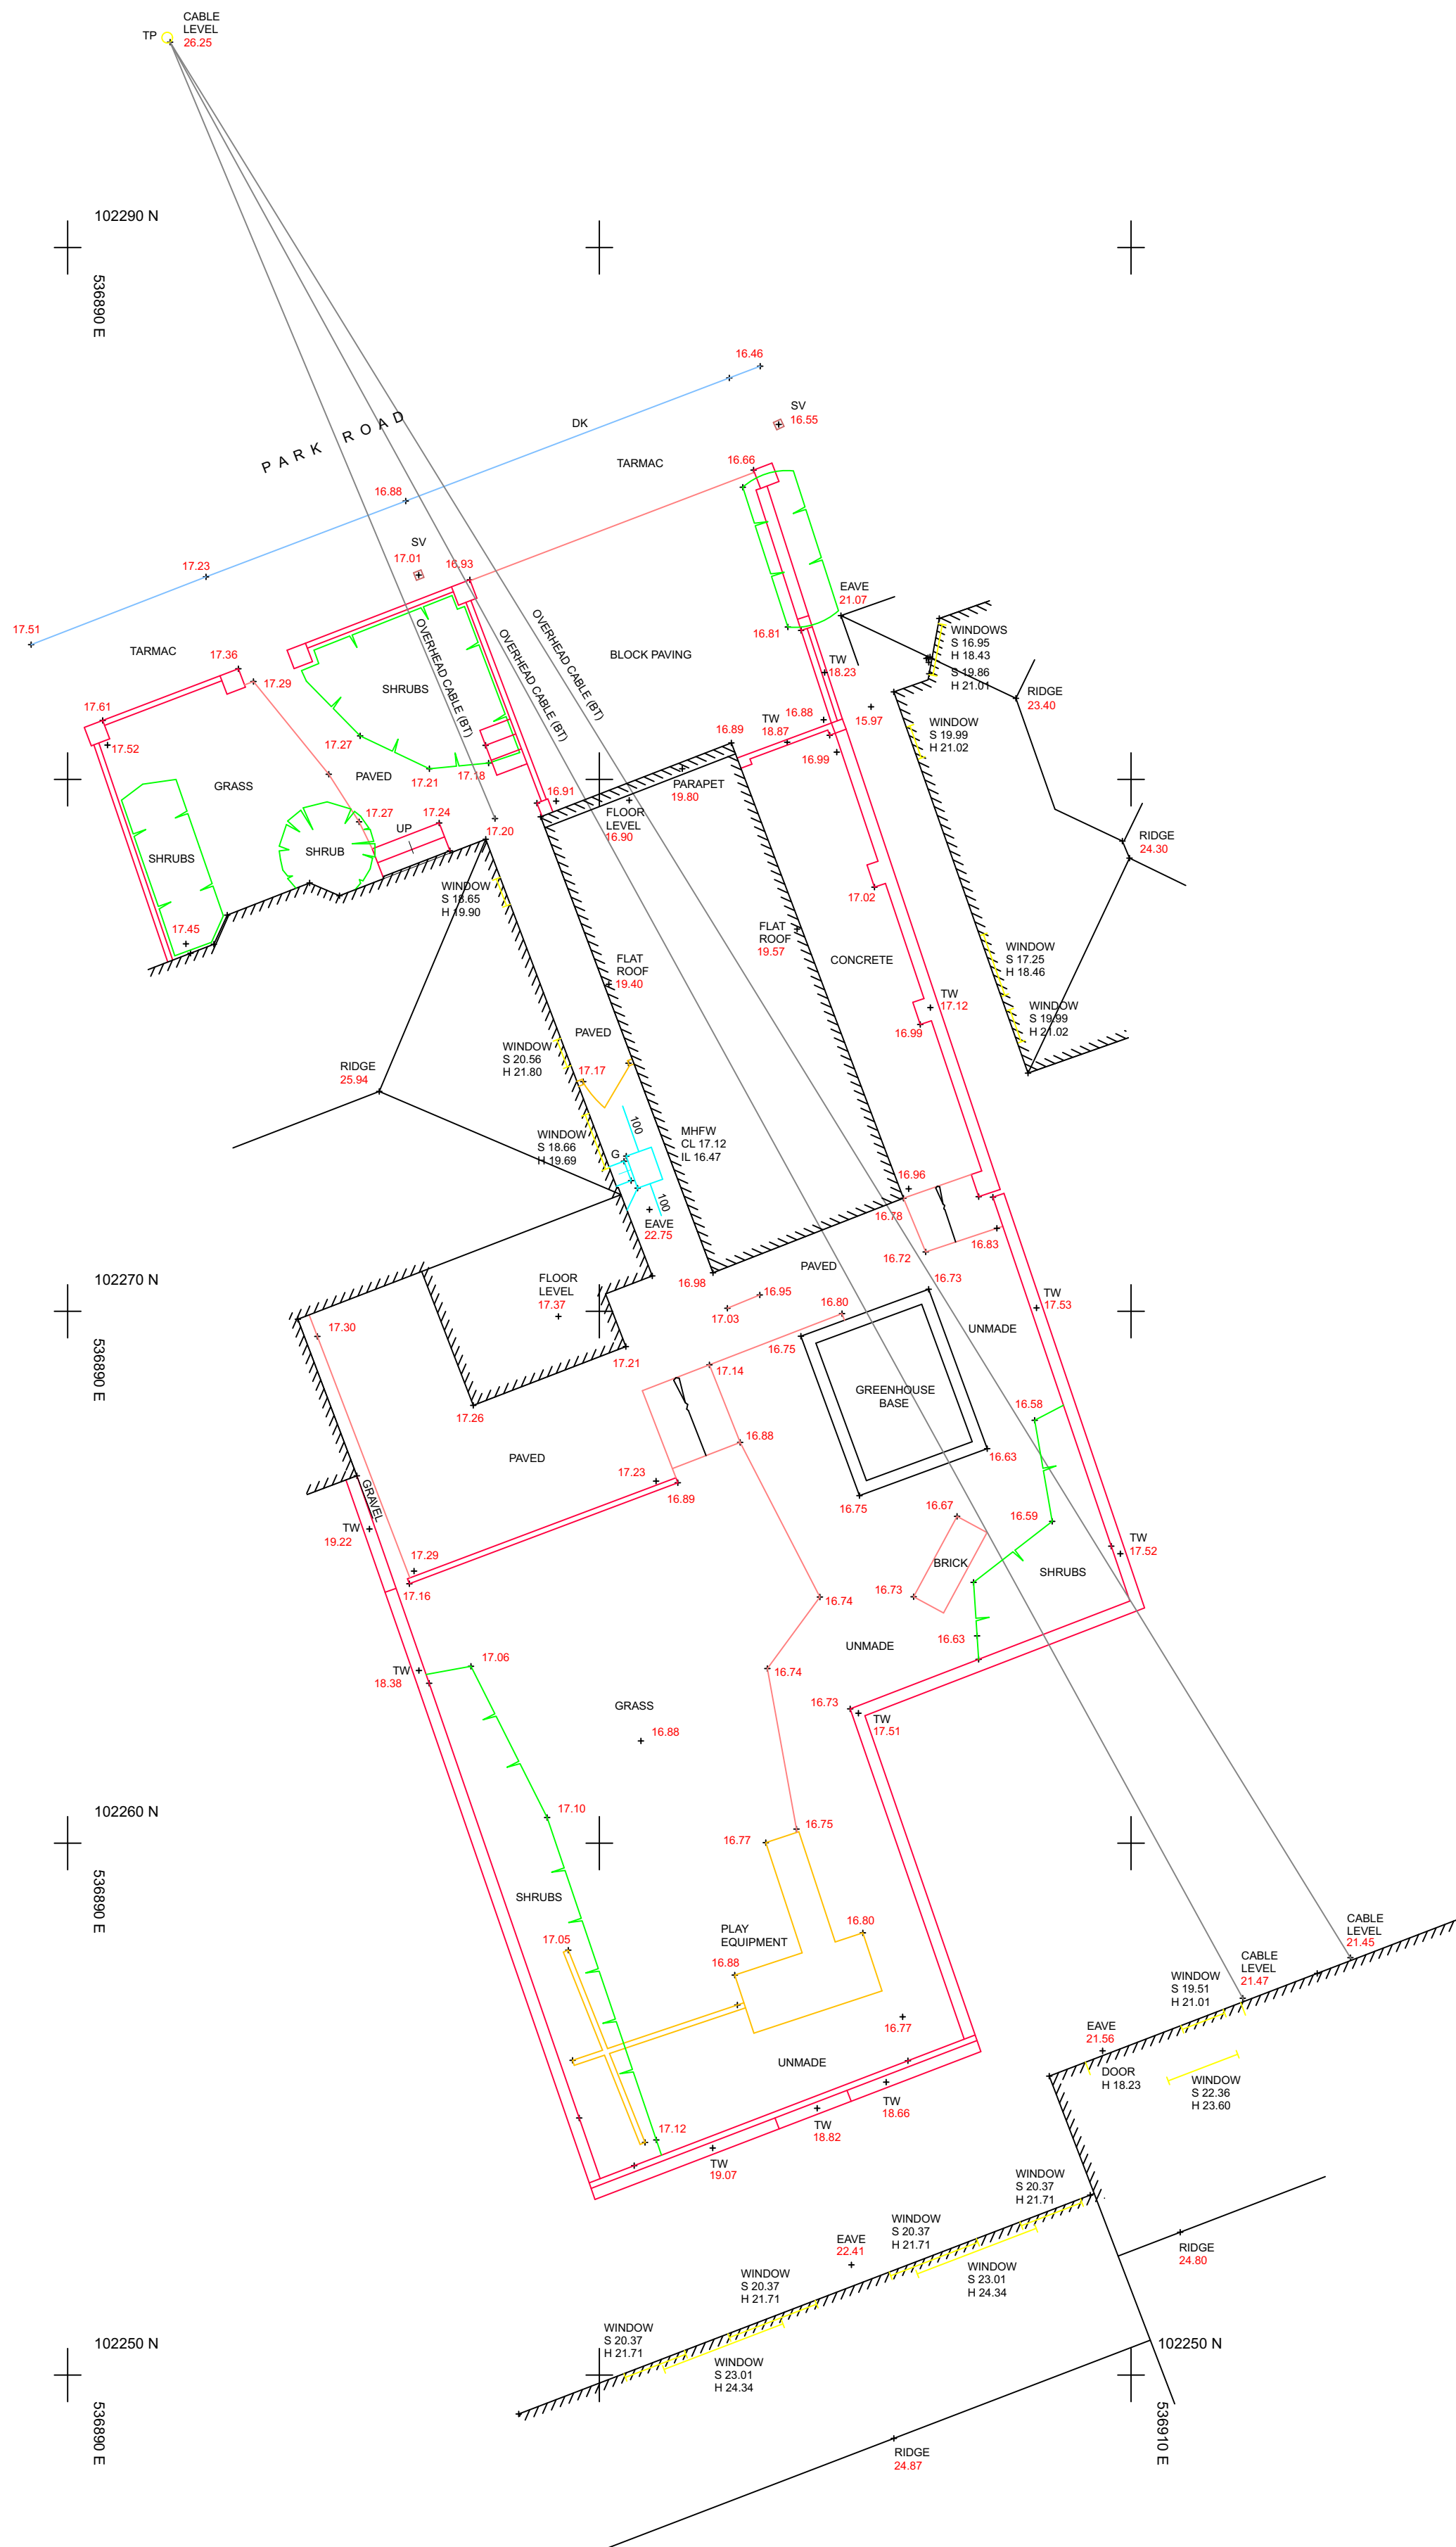 CABLE
LEVEL
26.25
TP
102290 N
536890 E
16.46
SV
16.55
DK
PARK ROAD
TARMAC
16.66
16.88
SV
17.01
16.93
17.23
EAVE
21.07
17.51
TARMAC
17.36
17.29
OVERHEAD CABLE (BT)
OVERHEAD CABLE (BT)
OVERHEAD CABLE (BT)
BLOCK PAVING
16.81
TW
18.23
WINDOWS
S 16.95
H 18.43
S 19.86
H 21.01
SHRUBS
RIDGE
23.40
17.61
17.52
17.27
17.21
17.18
PAVED
GRASS
16.89
TW
18.87
16.88
15.97
16.99
WINDOW
S 19.99
H 21.02
PARAPET
19.80
16.91
FLOOR
LEVEL
16.90
17.27
17.24
UP
17.20
SHRUB
SHRUBS
RIDGE
24.30
WINDOW
S 18.65
H 19.90
17.02
17.45
FLAT
ROOF
19.57
FLAT
ROOF
19.40
CONCRETE
WINDOW
S 17.25
H 18.46
TW
17.12
WINDOW
S 19.99
H 21.02
16.99
PAVED
WINDOW
S 20.56
H 21.80
RIDGE
25.94
17.17
100
MHFW
CL 17.12
IL 16.47
WINDOW
S 18.66
H 19.69
G
100
16.96
EAVE
22.75
16.78
16.83
16.72
PAVED
102270 N
536890 E
FLOOR
LEVEL
17.37
16.98
16.95
17.03
16.73
16.80
TW
17.53
UNMADE
17.30
17.21
16.75
17.14
GREENHOUSE
BASE
16.58
17.26
16.88
16.63
PAVED
17.23
16.89
16.75
GRAVEL
16.67
16.59
TW
19.22
TW
17.52
17.29
17.16
BRICK
SHRUBS
16.73
16.74
16.63
UNMADE
17.06
TW
18.38
16.74
GRASS
16.73
TW
17.51
16.88
102260 N
536890 E
17.10
16.77
16.75
SHRUBS
16.80
PLAY
EQUIPMENT
17.05
16.88
CABLE
LEVEL
21.45
CABLE
LEVEL
21.47
WINDOW
S 19.51
H 21.01
16.77
EAVE
21.56
UNMADE
DOOR
H 18.23
WINDOW
S 22.36
H 23.60
TW
18.66
17.12
TW
18.82
TW
19.07
WINDOW
S 20.37
H 21.71
WINDOW
S 20.37
H 21.71
EAVE
22.41
RIDGE
24.80
WINDOW
S 23.01
H 24.34
WINDOW
S 20.37
H 21.71
WINDOW
S 20.37
H 21.71
WINDOW
S 23.01
H 24.34
102250 N
102250 N
536890 E
536910 E
RIDGE
24.87